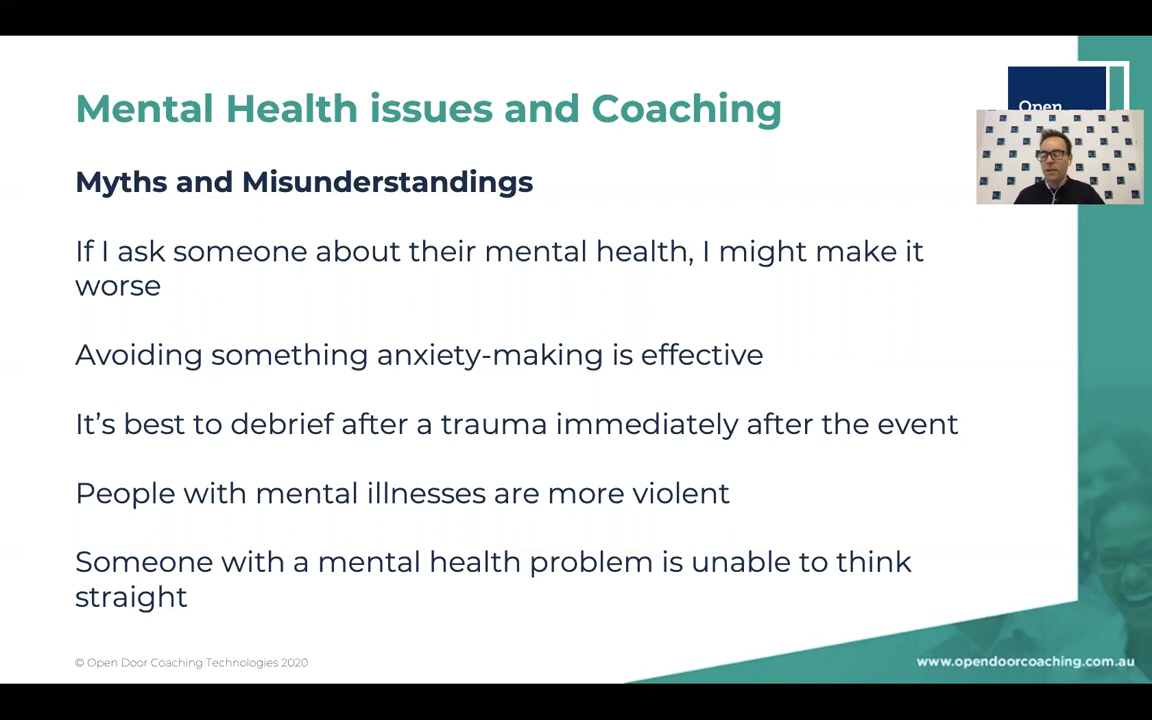 Mental Health issues and Coaching
Open
Myths and Misunderstandings
If I ask someone about their mental health, I might make it
worse
Avoiding something anxiety-making is effective
It’s best to debrief after a trauma immediately after the event
People with mental illnesses are more violent
Someone with a mental health problem is unable to think
straight
© Open Door Coaching Technologies 2020
www.opendoorcoaching.com.au